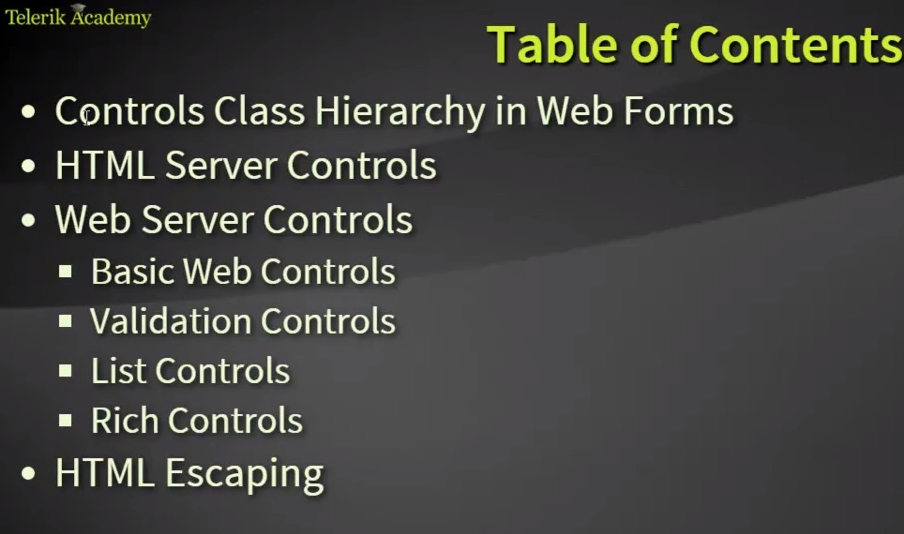 Telerik Academy
Table of Contents
• Controls Class Hierarchy in Web Forms
• HTML Server Controls
• Web Server Controls
▪ Basic Web Controls
▪ Validation Controls
▪ List Controls
▪ Rich Controls
• HTML Escaping